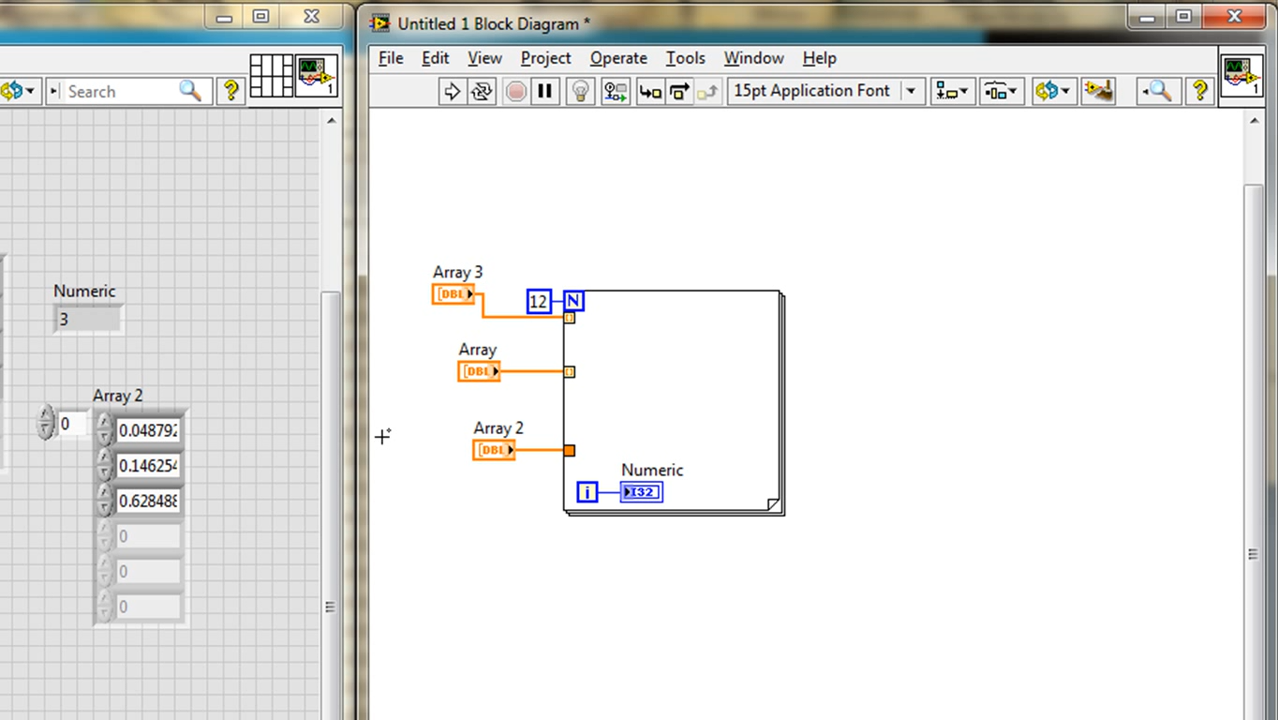 Untitled 1 Block Diagram *
File Edit View Project Operate Tools Window Help
Search
?
1
15pt Application Font
?
1
Numeric
3
Array 2
0
0.048792
0.146254
0.628488
0
0
0
Array 3
[DBL
12
N
Array
[DBL
Array 2
[DBL
Numeric
i
I32